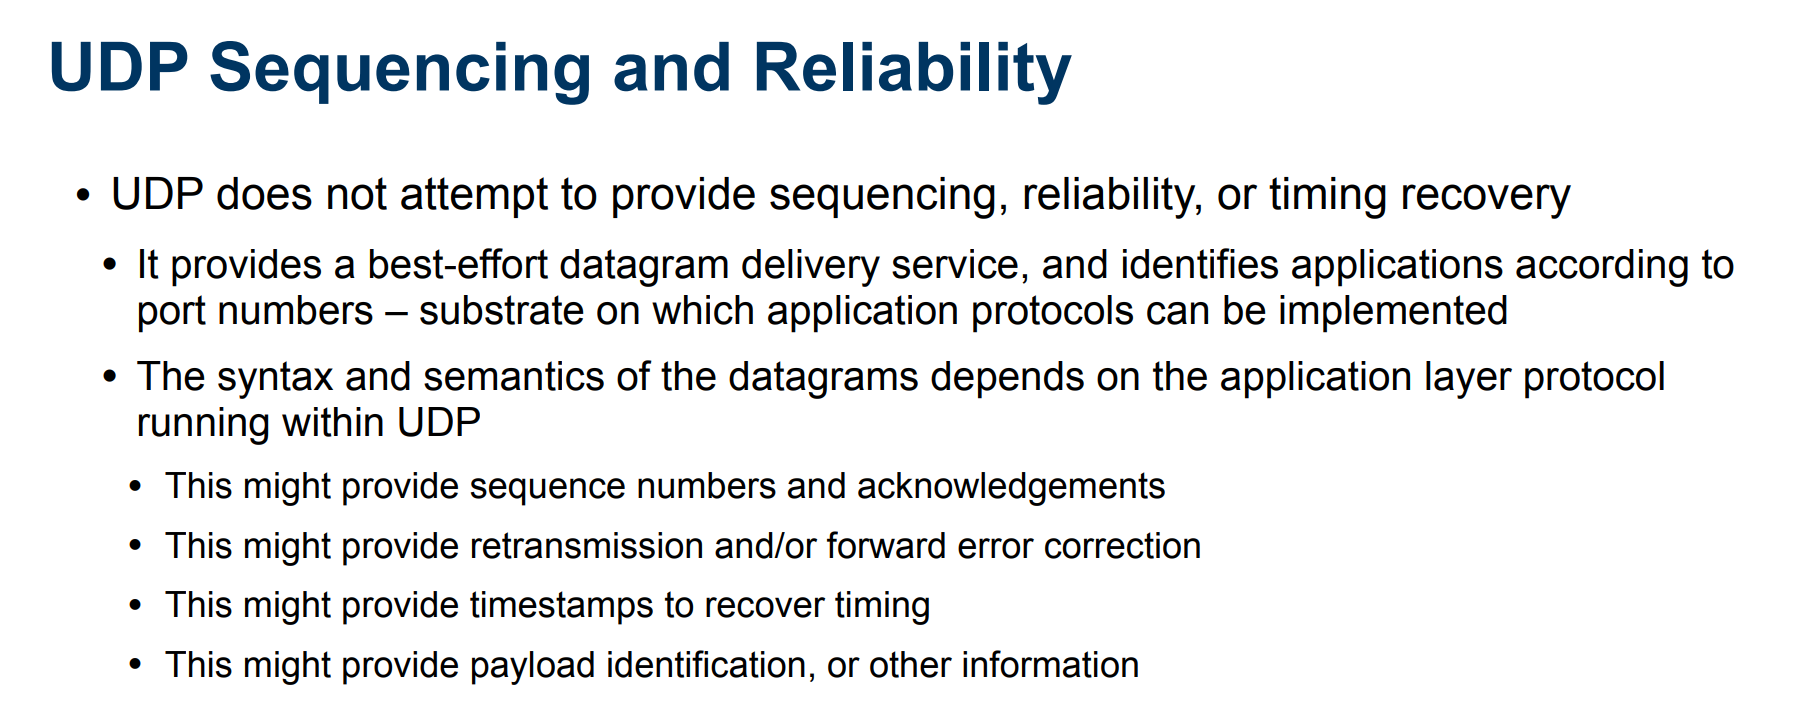 UDP Sequencing and Reliability
• UDP does not attempt to provide sequencing, reliability, or timing recovery
• It provides a best-effort datagram delivery service, and identifies applications according to
port numbers – substrate on which application protocols can be implemented
• The syntax and semantics of the datagrams depends on the application layer protocol
running within UDP
• This might provide sequence numbers and acknowledgements
• This might provide retransmission and/or forward error correction
• This might provide timestamps to recover timing
• This might provide payload identification, or other information